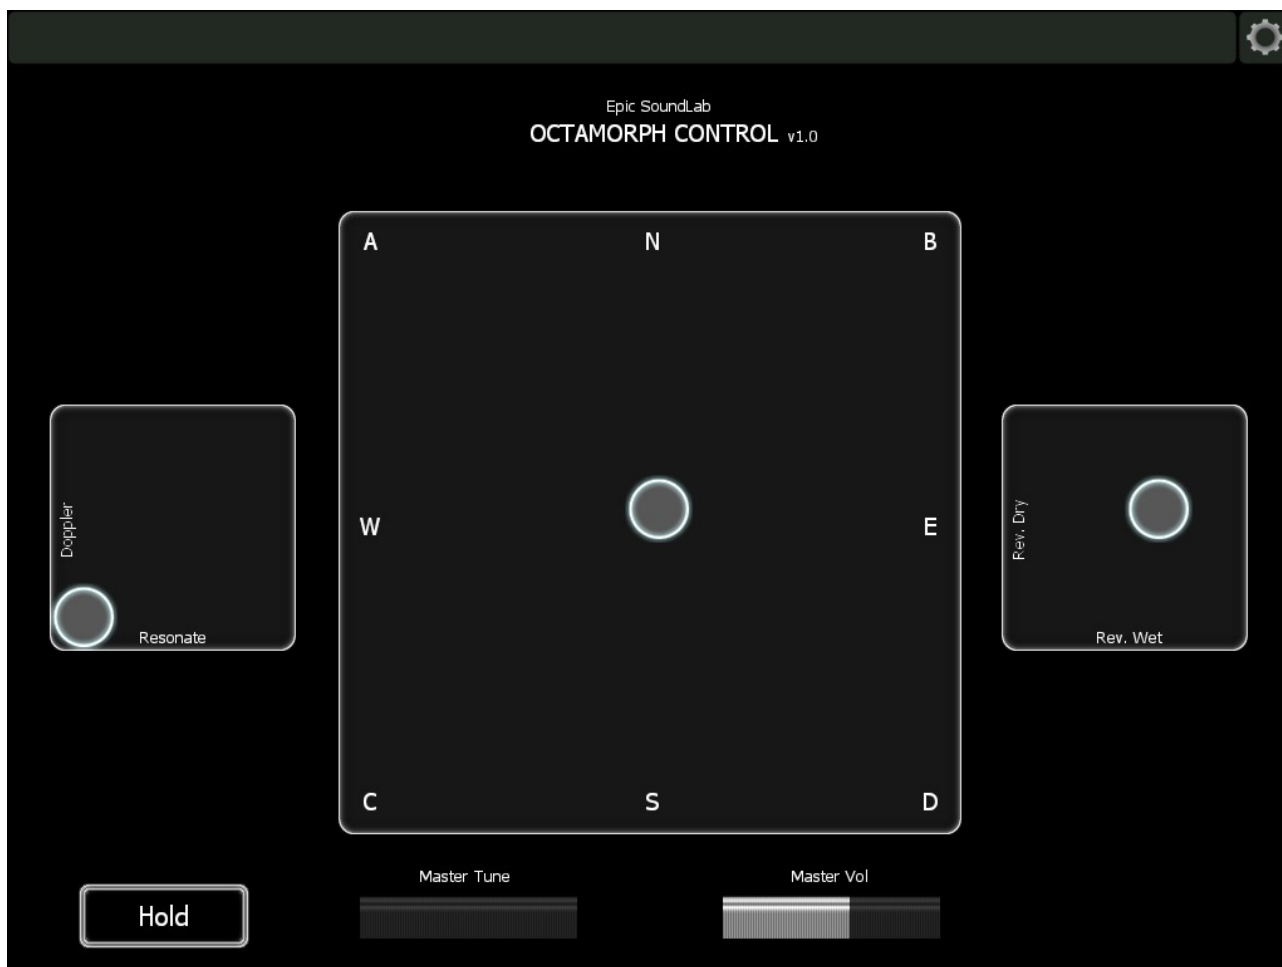 Epic SoundLab
OCTAMORPH CONTROL v1.0
A N B
Doppler
Resonate
W E
C S D
Rev. Dry
Rev. Wet
Hold
Master Tune
Master Vol